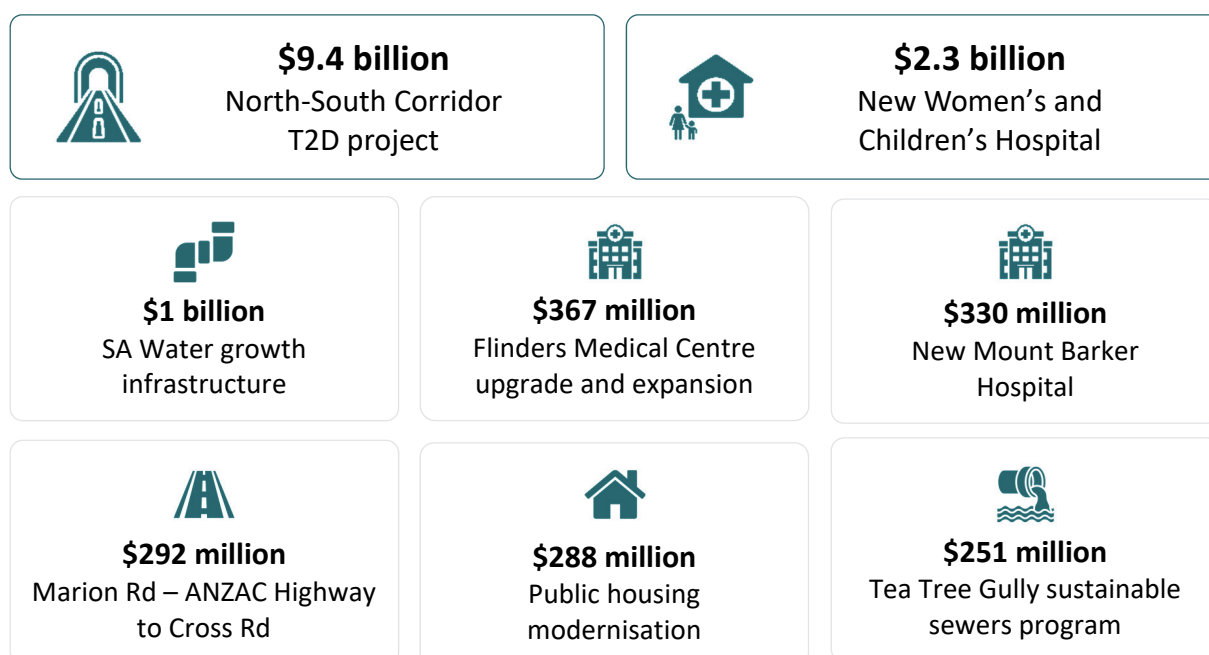 $9.4 billion
North-South Corridor
T2D project
$2.3 billion
New Women’s and
Children’s Hospital
$1 billion
SA Water growth
infrastructure
$367 million
Flinders Medical Centre
upgrade and expansion
$330 million
New Mount Barker
Hospital
$292 million
Marion Rd – ANZAC Highway
to Cross Rd
$288 million
Public housing
modernisation
$251 million
Tea Tree Gully sustainable
sewers program